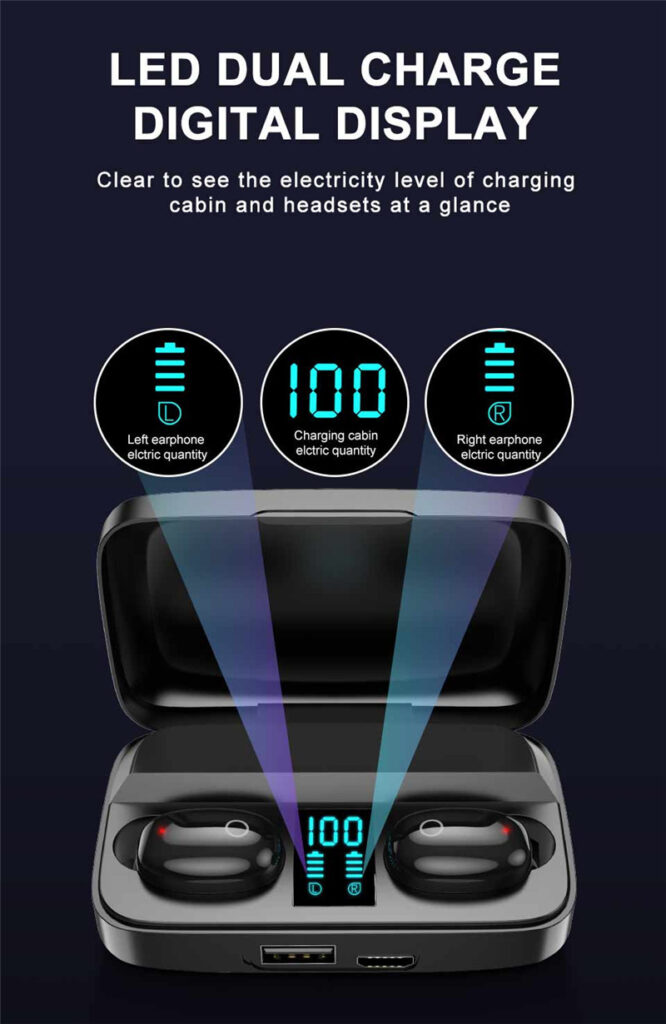 LED DUAL CHARGE
DIGITAL DISPLAY
Clear to see the electricity level of charging
cabin and headsets at a glance
L
Left earphone
elctric quantity
100
Charging cabin
elctric quantity
R
Right earphone
elctric quantity
100
L R